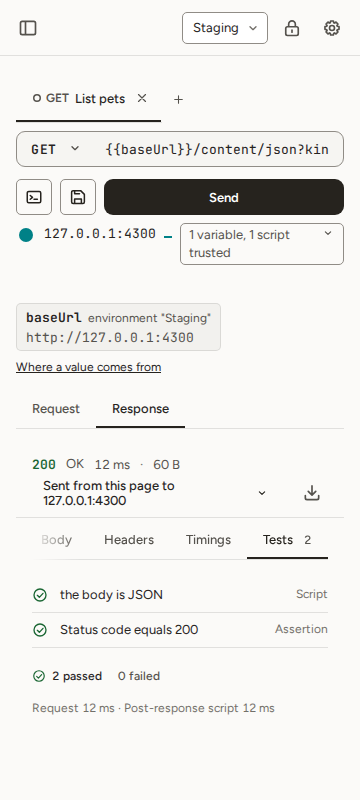 Staging
GET List pets
GET {{baseUrl}}/content/json?kin
Send
127.0.0.1:4300
1 variable, 1 script
trusted
baseUrl environment "Staging"
http://127.0.0.1:4300
Where a value comes from
Request Response
200 OK 12 ms · 60 B
Sent from this page to
127.0.0.1:4300
Body Headers Timings Tests 2
the body is JSON Script
Status code equals 200 Assertion
2 passed 0 failed
Request 12 ms · Post-response script 12 ms